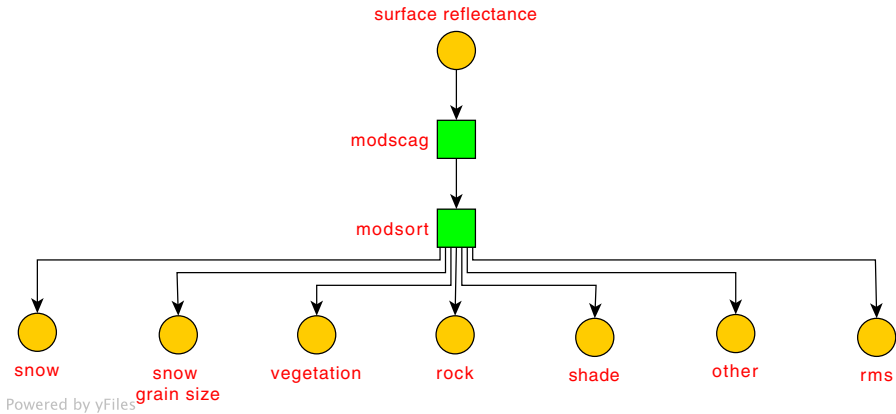 surface reflectance
modscag
modsort
snow
snow
grain size
vegetation
rock
shade
other
rms
Powered by yFiles